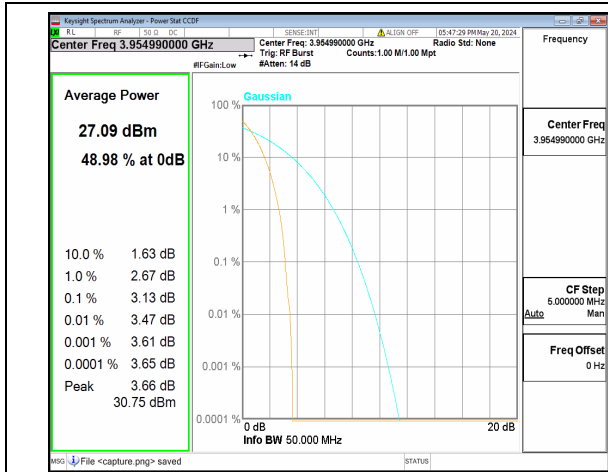 Keysight Spectrum Analyzer - Power Stat CCDF
RL RF 50 Ω DC SENSE:INT ALIGN OFF 05:47:29 PM May 20, 2024
Center Freq 3.954990000 GHz
Center Freq: 3.954990000 GHz Radio Std: None
Trig: RF Burst Counts:1.00 M/1.00 Mpt
#IFGain:Low #Atten: 14 dB
Frequency
Average Power
27.09 dBm
48.98 % at 0dB
10.0 % 1.63 dB
1.0 % 2.67 dB
0.1 % 3.13 dB
0.01 % 3.47 dB
0.001 % 3.61 dB
0.0001 % 3.65 dB
Peak 3.66 dB
30.75 dBm
Gaussian
100 %
10 %
1 %
0.1 %
0.01 %
0.001 %
0.0001 %
0 dB 20 dB
Info BW 50.000 MHz
Center Freq
3.954990000 GHz
CF Step
5.000000 MHz
Auto Man
Freq Offset
0 Hz
MSG File <capture.png> saved STATUS